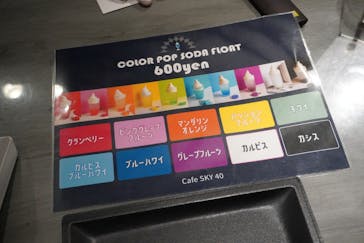 COLOR POP SODA FLOAT
600yen
クランベリー
ピンクグレープ
フルーツ
マンダリン
オレンジ
パッション
フルーツ
キウイ
カルピス
ブルーハワイ
ブルーハワイ
グレープフルーツ
カルピス
カシス
Cafe SKY 40